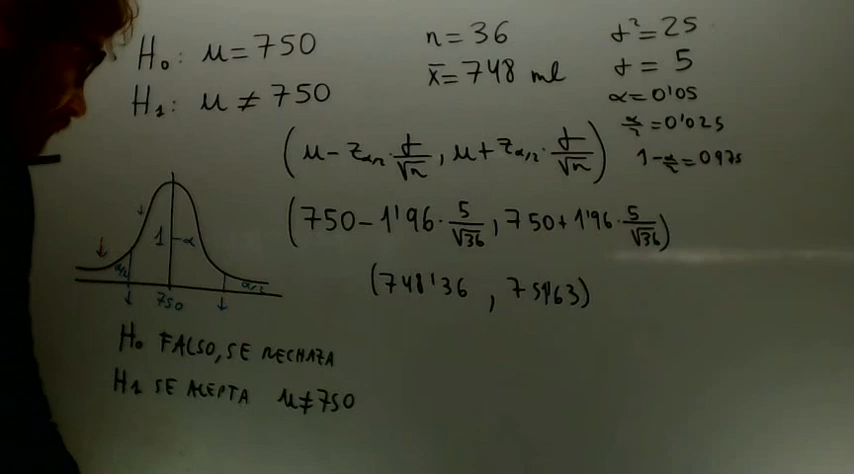 H₀: μ = 750
H₁: μ ≠ 750
n = 36
x̄ = 748 ml
σ² = 25
σ = 5
α = 0'05
α/2 = 0'025
1 - α/2 = 0975
(μ - z_α/2 · σ/√n , μ + z_α/2 · σ/√n)
(750 - 1'96 · 5/√36 , 750 + 1'96 · 5/√36)
(748'36 , 751'63)
1 - α
α/2
750
α/2
H₀ FALSO, SE RECHAZA
H₁ SE ACEPTA μ ≠ 750